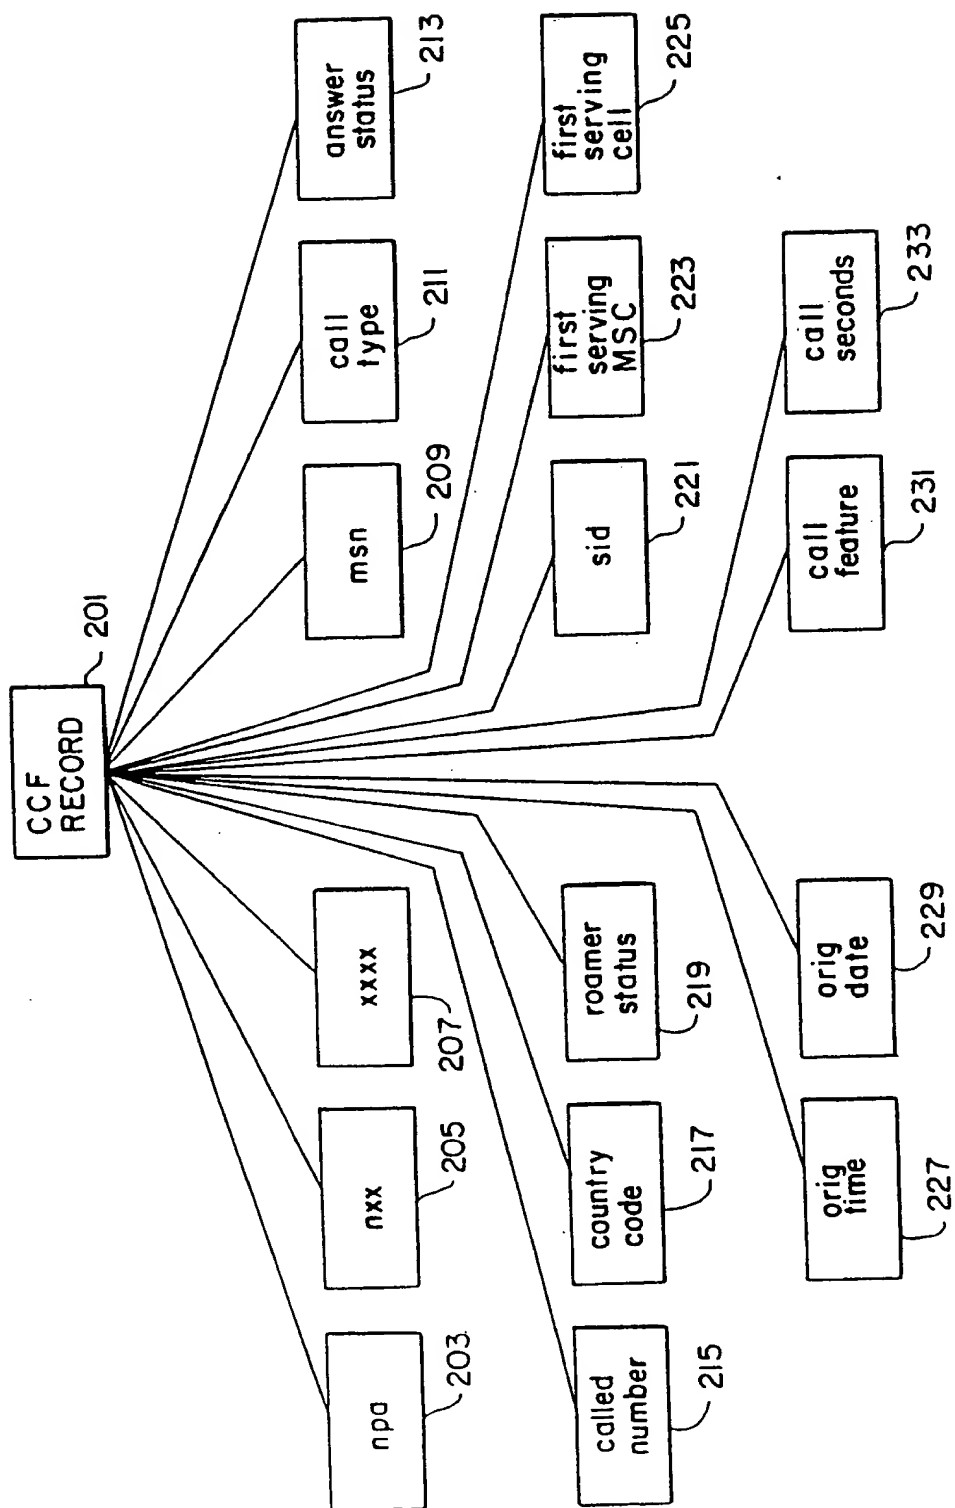 CCF
RECORD
201
npa
203
nxx
205
xxxx
207
msn
209
call
type
211
answer
status
213
called
number
215
country
code
217
roamer
status
219
sid
221
first
serving
MSC
223
first
serving
cell
225
orig
time
227
orig
date
229
call
feature
231
call
seconds
233